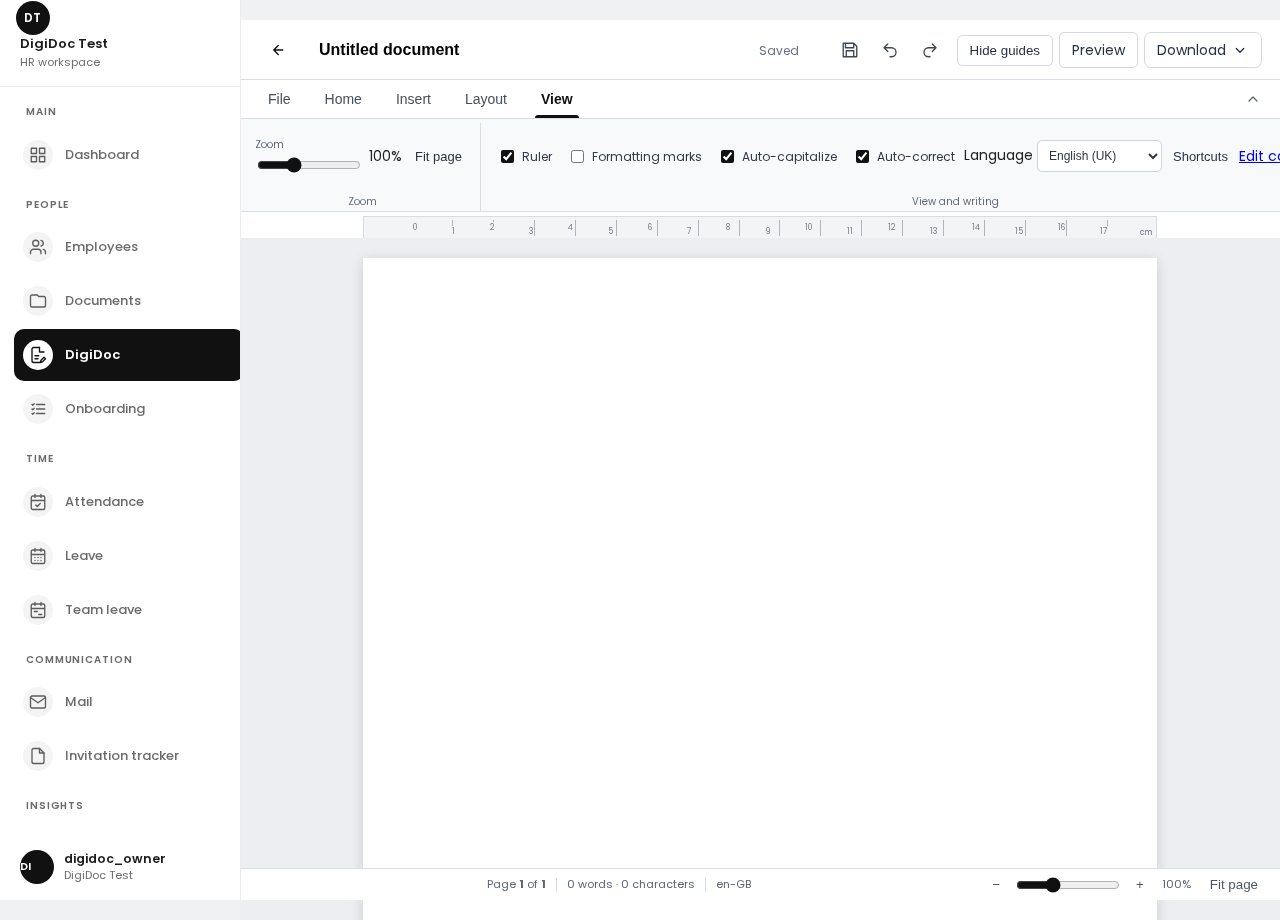 DT
DigiDoc Test
HR workspace
MAIN
Dashboard
PEOPLE
Employees
Documents
DigiDoc
Onboarding
TIME
Attendance
Leave
Team leave
COMMUNICATION
Mail
Invitation tracker
INSIGHTS
DI
digidoc_owner
DigiDoc Test
Untitled document
Saved
Hide guides
Preview
Download
File Home Insert Layout View
Zoom
100%
Fit page
Zoom
Ruler
Formatting marks
Auto-capitalize
Auto-correct
Language
English (UK)
Shortcuts
Edit
View and writing
0 1 2 3 4 5 6 7 8 9 10 11 12 13 14 15 16 17 cm
Page 1 of 1
0 words · 0 characters
en-GB
− + 100% Fit page